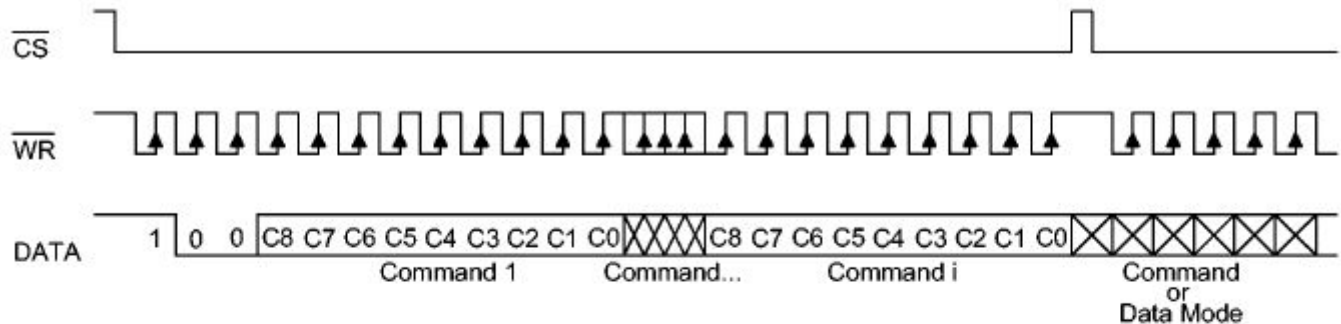 CS
WR
DATA 1 0 0 C8 C7 C6 C5 C4 C3 C2 C1 C0 C8 C7 C6 C5 C4 C3 C2 C1 C0
Command 1 Command... Command i Command
or
Data Mode